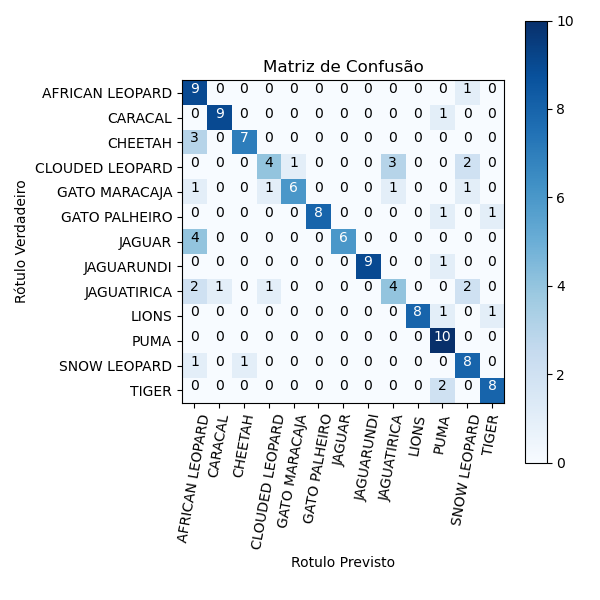 Matriz de Confusão
Rótulo Verdadeiro
AFRICAN LEOPARD 9 0 0 0 0 0 0 0 0 0 0 1 0
CARACAL 0 9 0 0 0 0 0 0 0 0 1 0 0
CHEETAH 3 0 7 0 0 0 0 0 0 0 0 0 0
CLOUDED LEOPARD 0 0 0 4 1 0 0 0 3 0 0 2 0
GATO MARACAJA 1 0 0 1 6 0 0 0 1 0 0 1 0
GATO PALHEIRO 0 0 0 0 0 8 0 0 0 0 1 0 1
JAGUAR 4 0 0 0 0 0 6 0 0 0 0 0 0
JAGUARUNDI 0 0 0 0 0 0 0 9 0 0 1 0 0
JAGUATIRICA 2 1 0 1 0 0 0 0 4 0 0 2 0
LIONS 0 0 0 0 0 0 0 0 0 8 1 0 1
PUMA 0 0 0 0 0 0 0 0 0 0 10 0 0
SNOW LEOPARD 1 0 1 0 0 0 0 0 0 0 0 8 0
TIGER 0 0 0 0 0 0 0 0 0 0 2 0 8
AFRICAN LEOPARD
CARACAL
CHEETAH
CLOUDED LEOPARD
GATO MARACAJA
GATO PALHEIRO
JAGUAR
JAGUARUNDI
JAGUATIRICA
LIONS
PUMA
SNOW LEOPARD
TIGER
Rotulo Previsto
10
8
6
4
2
0